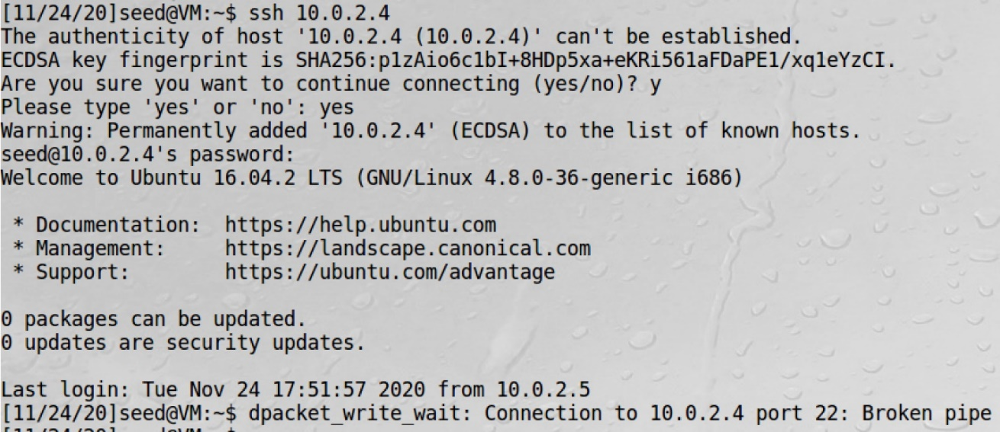 [11/24/20]seed@VM:~$ ssh 10.0.2.4
The authenticity of host '10.0.2.4 (10.0.2.4)' can't be established.
ECDSA key fingerprint is SHA256:p1zAio6c1bI+8HDp5xa+eKRi561aFDaPE1/xq1eYzCI.
Are you sure you want to continue connecting (yes/no)? y
Please type 'yes' or 'no': yes
Warning: Permanently added '10.0.2.4' (ECDSA) to the list of known hosts.
seed@10.0.2.4's password:
Welcome to Ubuntu 16.04.2 LTS (GNU/Linux 4.8.0-36-generic i686)
* Documentation:  https://help.ubuntu.com
* Management:     https://landscape.canonical.com
* Support:        https://ubuntu.com/advantage
0 packages can be updated.
0 updates are security updates.
Last login: Tue Nov 24 17:51:57 2020 from 10.0.2.5
[11/24/20]seed@VM:~$ dpacket_write_wait: Connection to 10.0.2.4 port 22: Broken pipe